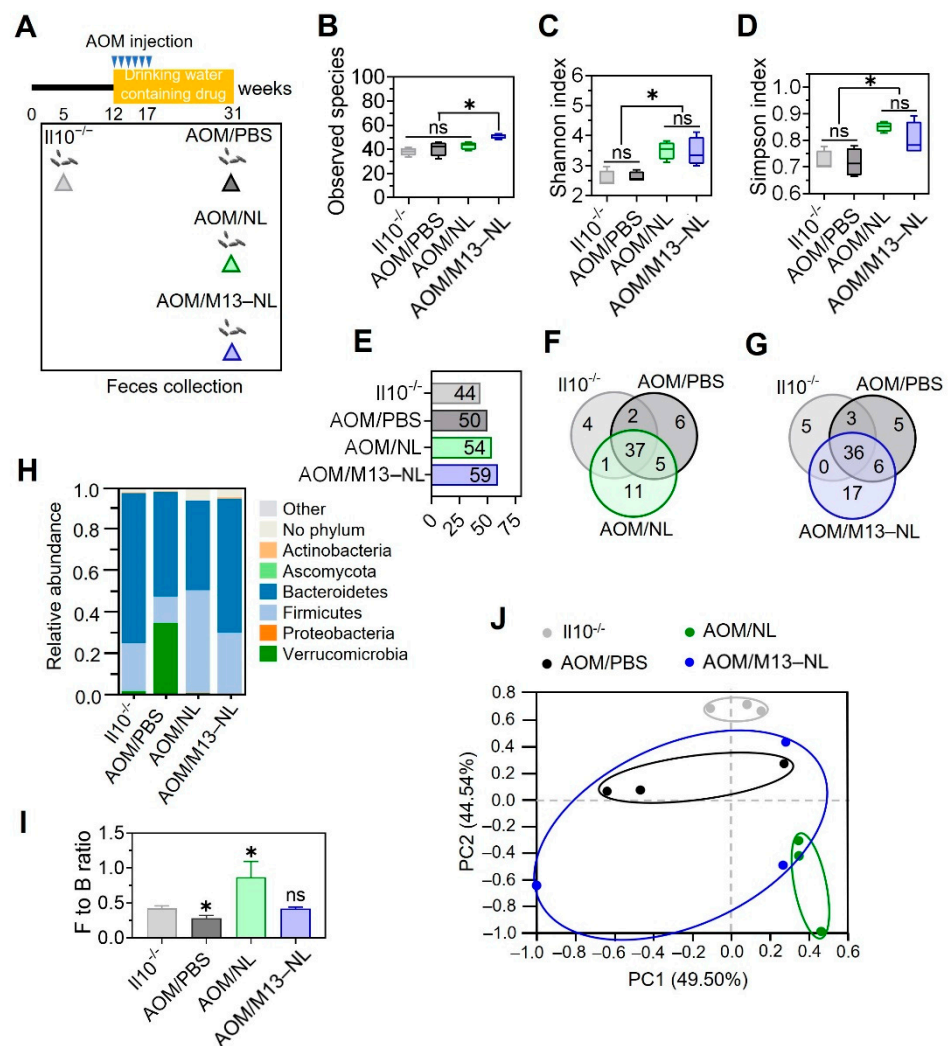 A
AOM injection
Drinking water
containing drug
weeks
0 5 12 17 31
Il10⁻/⁻
AOM/PBS
AOM/NL
AOM/M13–NL
Feces collection
B
Observed species
100
90
80
60
40
20
0
ns
*
Il10⁻/⁻
AOM/PBS
AOM/NL
AOM/M13–NL
C
Shannon index
6
5
4
3
2
*
ns
ns
Il10⁻/⁻
AOM/PBS
AOM/NL
AOM/M13–NL
D
Simpson index
1.0
0.9
0.8
0.7
0.6
*
ns
ns
Il10⁻/⁻
AOM/PBS
AOM/NL
AOM/M13–NL
E
Il10⁻/⁻ 44
AOM/PBS 50
AOM/NL 54
AOM/M13–NL 59
0 25 50 75
F
Il10⁻/⁻ AOM/PBS
4 2 6
37
1 5
11
AOM/NL
G
Il10⁻/⁻ AOM/PBS
5 3 5
36
0 6
17
AOM/M13–NL
H
Relative abundance
1.0
0.8
0.6
0.4
0.2
0.0
Il10⁻/⁻
AOM/PBS
AOM/NL
AOM/M13–NL
Other
No phylum
Actinobacteria
Ascomycota
Bacteroidetes
Firmicutes
Proteobacteria
Verrucomicrobia
I
F to B ratio
1.5
1.0
0.5
0.0
* * ns
Il10⁻/⁻
AOM/PBS
AOM/NL
AOM/M13–NL
J
Il10⁻/⁻ AOM/NL
AOM/PBS AOM/M13–NL
PC2 (44.54%)
0.8
0.6
0.4
0.2
0.0
–0.2
–0.4
–0.6
–0.8
–1.0
–1.0 –0.8 –0.6 –0.4 –0.2 0.0 0.2 0.4 0.6
PC1 (49.50%)